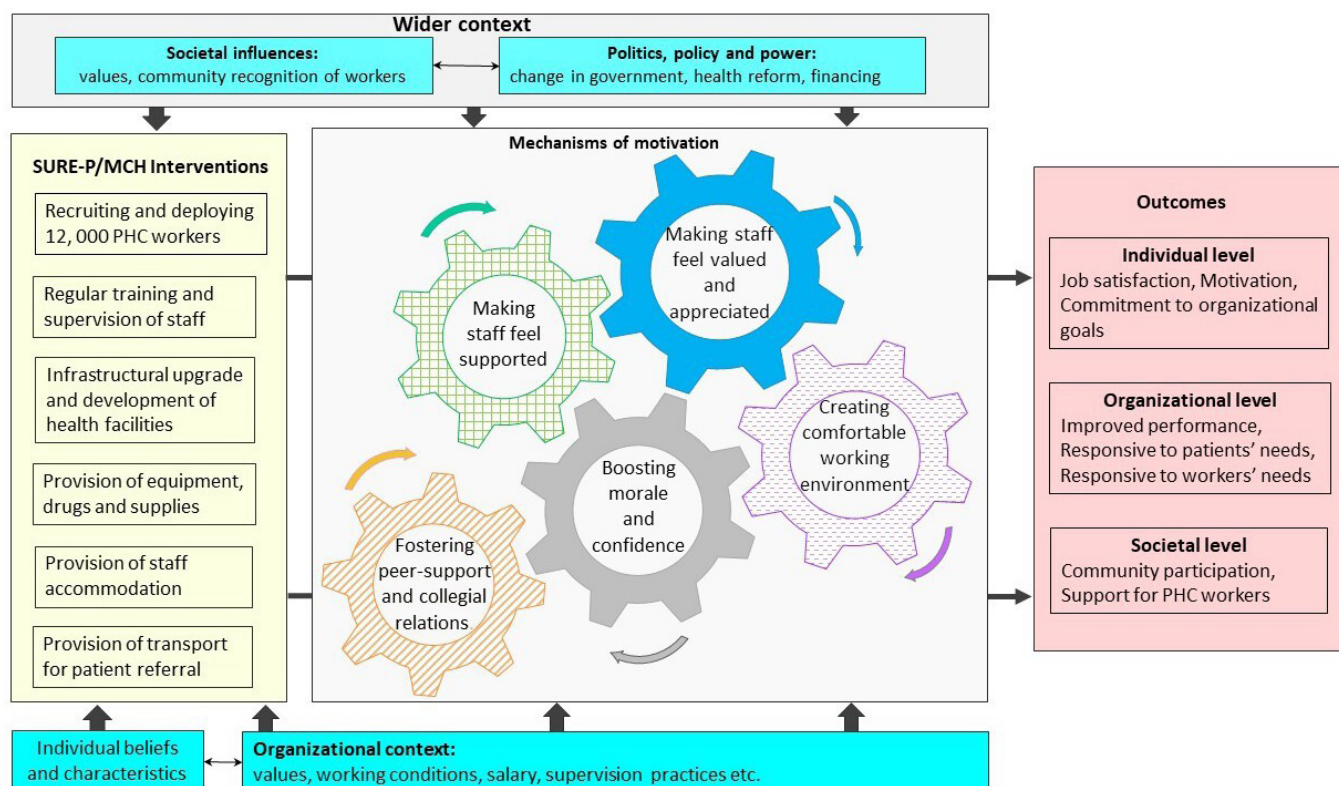 Wider context
Societal influences:
values, community recognition of workers
Politics, policy and power:
change in government, health reform, financing
SURE-P/MCH Interventions
Recruiting and deploying
12, 000 PHC workers
Regular training and
supervision of staff
Infrastructural upgrade
and development of
health facilities
Provision of equipment,
drugs and supplies
Provision of staff
accommodation
Provision of transport
for patient referral
Mechanisms of motivation
Making
staff feel
supported
Making staff
feel valued
and
appreciated
Creating
comfortable
working
environment
Boosting
morale
and
confidence
Fostering
peer-support
and collegial
relations
Outcomes
Individual level
Job satisfaction, Motivation,
Commitment to organizational
goals
Organizational level
Improved performance,
Responsive to patients’ needs,
Responsive to workers’ needs
Societal level
Community participation,
Support for PHC workers
Individual beliefs
and characteristics
Organizational context:
values, working conditions, salary, supervision practices etc.